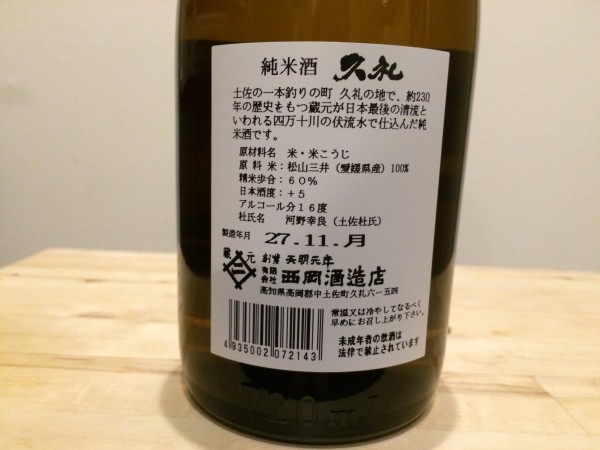 純米酒 久礼
土佐の一本釣りの町 久礼の地で、約230
年の歴史をもつ蔵元が日本最後の清流と
いわれる四万十川の伏流水で仕込んだ純
米酒です。
原材料名 米・米こうじ
原料米:松山三井(愛媛県産)100%
精米歩合:60%
日本酒度:+5
アルコール分16度
杜氏名 河野幸良(土佐杜氏)
製造年月 27.11.月
蔵元 創業 天明元年
有限会社 西岡酒造店
高知県高岡郡中土佐町久礼六一五四
常温又は冷やしてなるべく
早めにお召し上がり下さい。
未成年者の飲酒は
法律で禁止されています
4935002072143
720ml